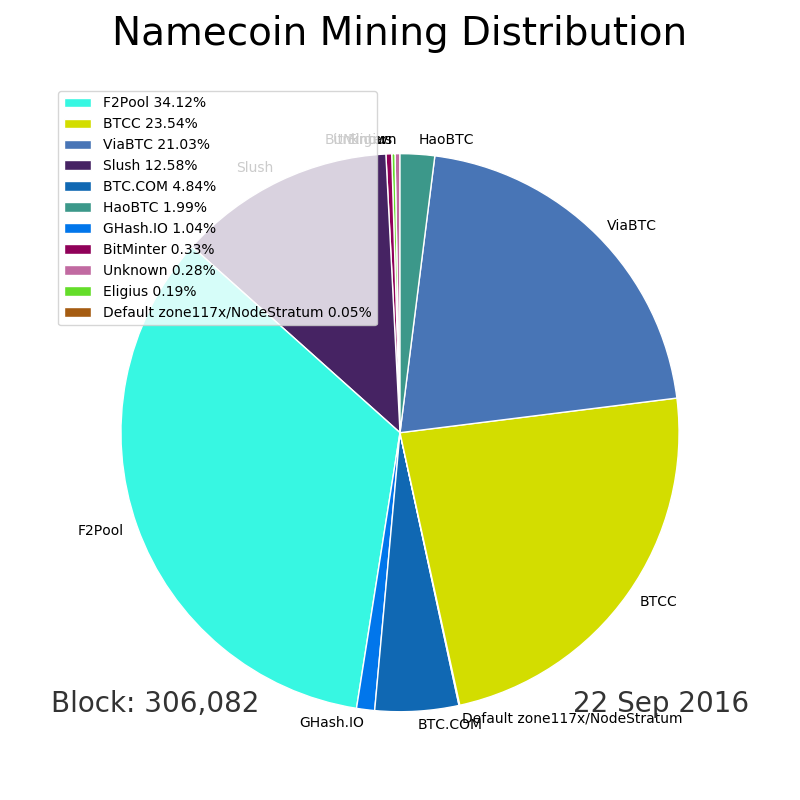 Namecoin Mining Distribution
F2Pool 34.12%
BTCC 23.54%
ViaBTC 21.03%
Slush 12.58%
BTC.COM 4.84%
HaoBTC 1.99%
GHash.IO 1.04%
BitMinter 0.33%
Unknown 0.28%
Eligius 0.19%
Default zone117x/NodeStratum 0.05%
HaoBTC
Slush
ViaBTC
F2Pool
BTCC
Block: 306,082
22 Sep 2016
GHash.IO
BTC.COM
Default zone117x/NodeStratum